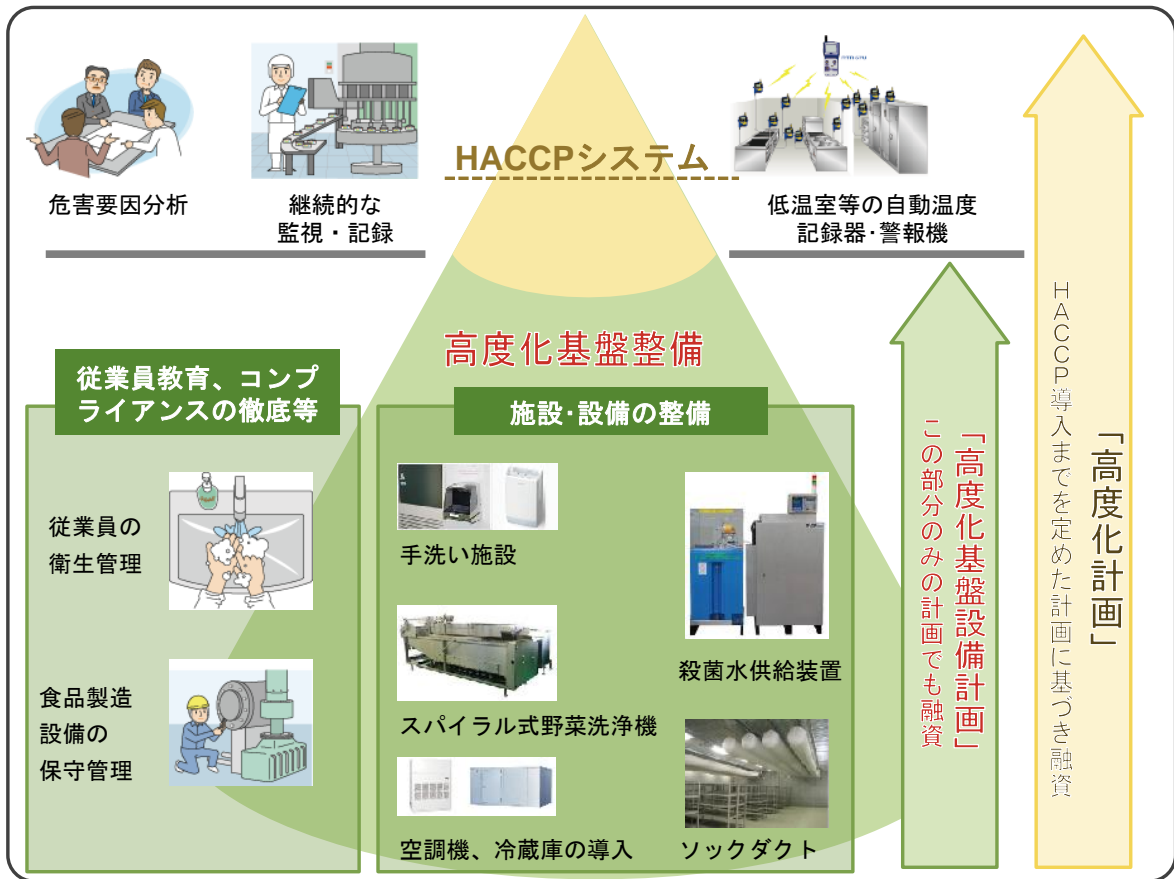 HACCPシステム
危害要因分析
継続的な
監視・記録
低温室等の自動温度
記録器・警報機
高度化基盤整備
従業員教育、コンプ
ライアンスの徹底等
従業員の
衛生管理
食品製造
設備の
保守管理
施設・設備の整備
手洗い施設
スパイラル式野菜洗浄機
空調機、冷蔵庫の導入
殺菌水供給装置
ソックダクト
「高度化基盤設備計画」
この部分のみの計画でも融資
「高度化計画」
HACCP導入までを定めた計画に基づき融資